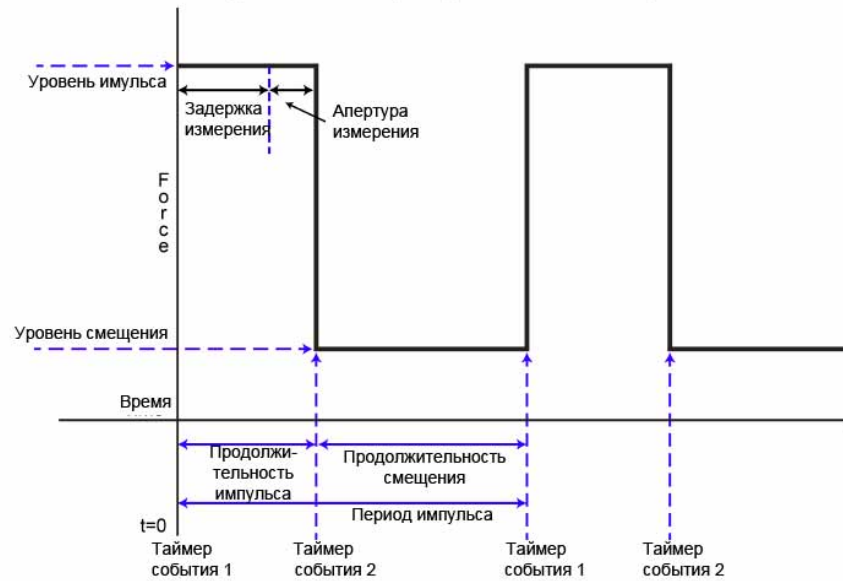 Уровень имульса
Задержка
измерения
Апертура
измерения
Force
Уровень смещения
Время
Продолжи-
тельность
импульса
Продолжительность
смещения
Период импульса
t=0
Таймер
события 1
Таймер
события 2
Таймер
события 1
Таймер
события 2